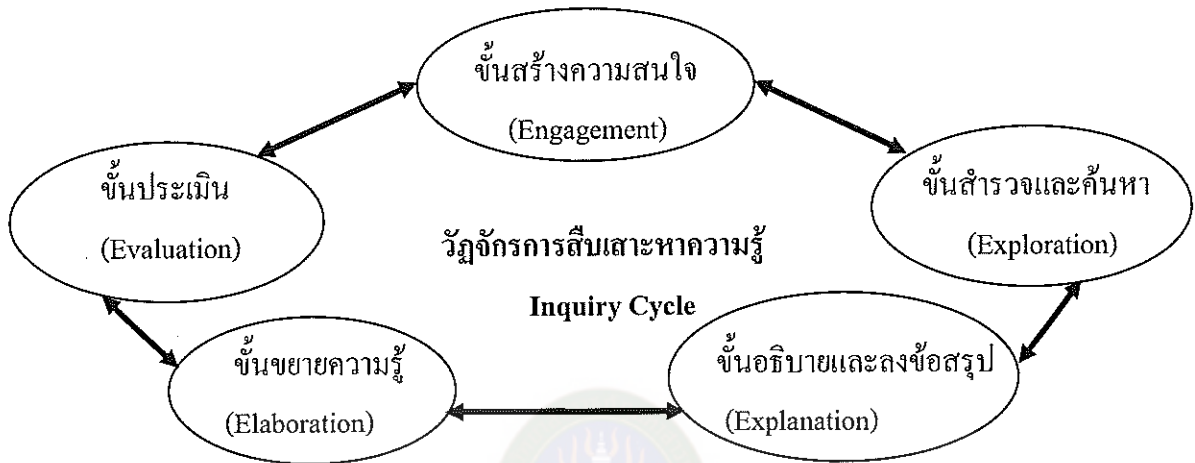 ขั้นสร้างความสนใจ
(Engagement)
ขั้นประเมิน
(Evaluation)
ขั้นสำรวจและค้นหา
(Exploration)
วัฏจักรการสืบเสาะหาความรู้
Inquiry Cycle
ขั้นขยายความรู้
(Elaboration)
ขั้นอธิบายและลงข้อสรุป
(Explanation)